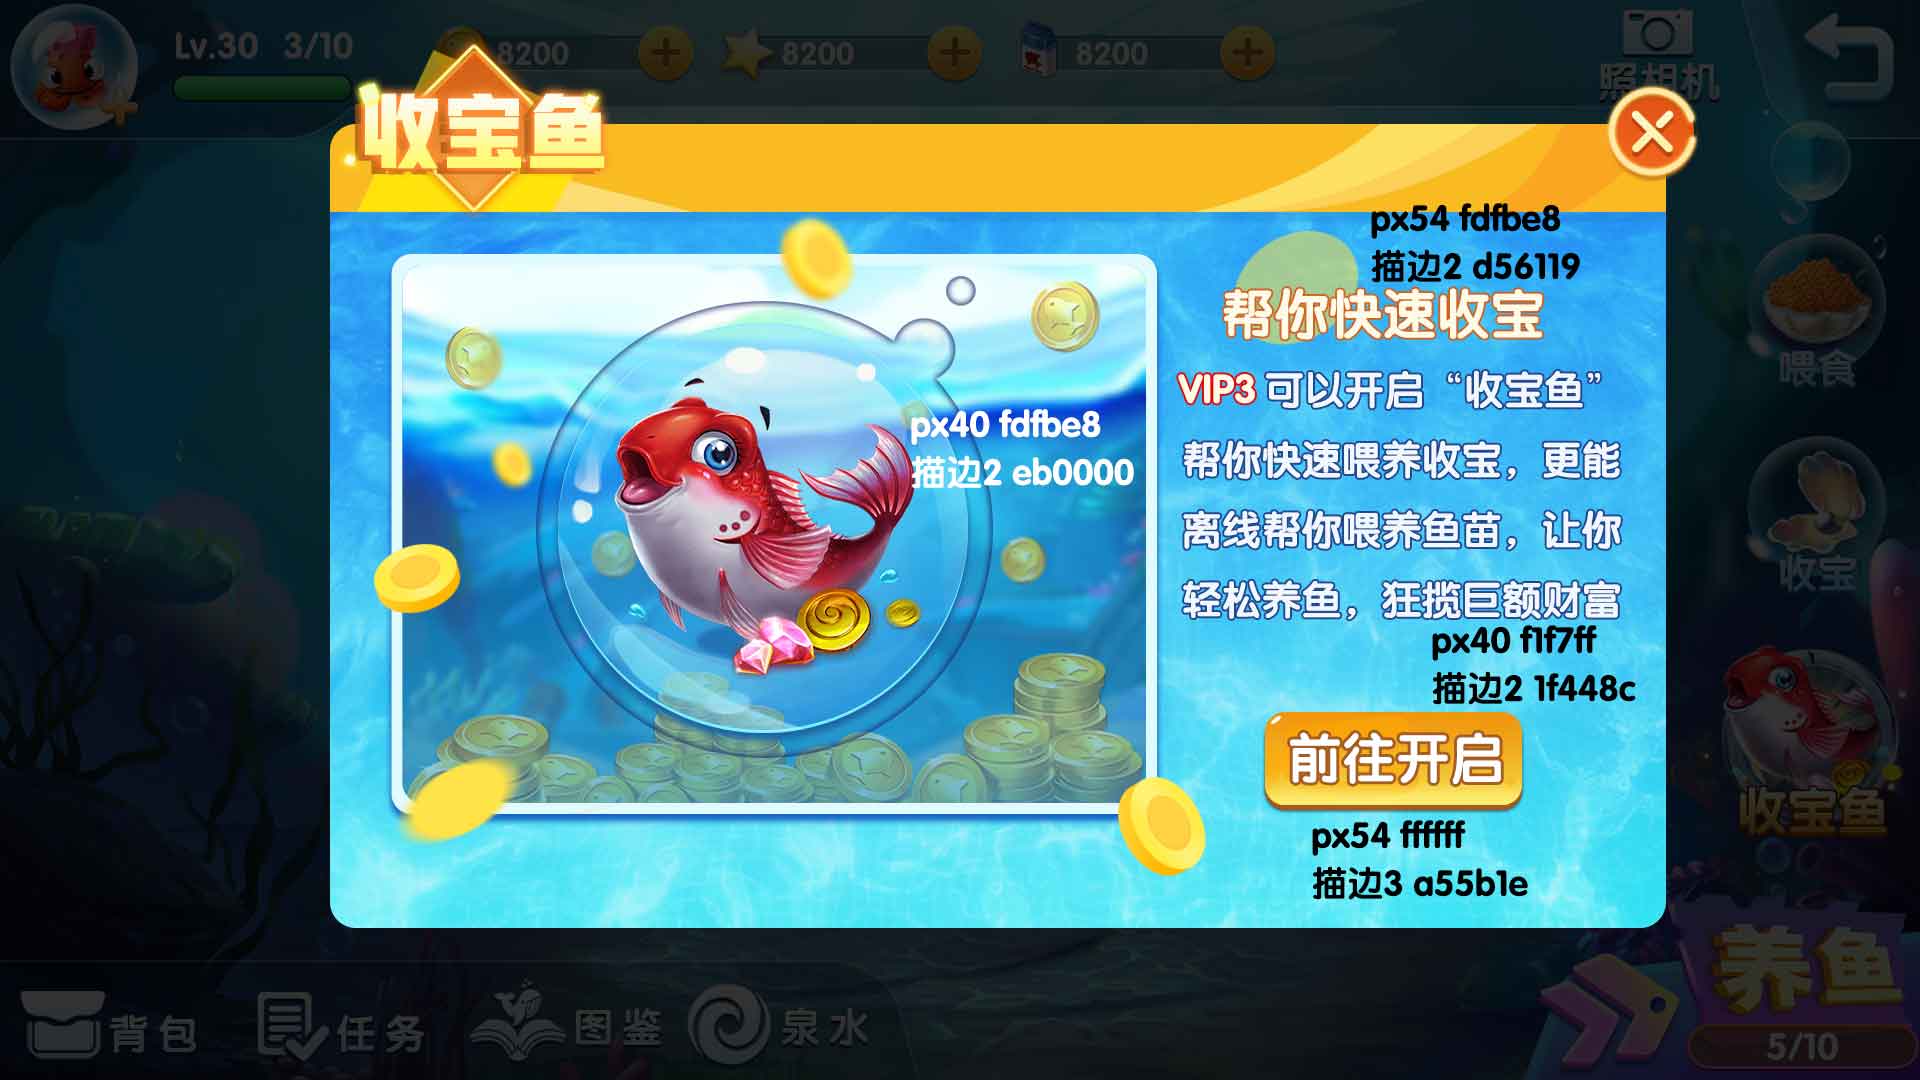 Lv.30 3/10
8200
8200
8200
照相机
收宝鱼
px54 fdfbe8
描边2 d56119
帮你快速收宝
VIP3 可以开启“收宝鱼”
px40 fdfbe8
描边2 eb0000
帮你快速喂养收宝，更能
离线帮你喂养鱼苗，让你
轻松养鱼，狂揽巨额财富
px40 f1f7ff
描边2 1f448c
前往开启
px54 ffffff
描边3 a55b1e
喂食
收宝
收宝鱼
背包
任务
图鉴
泉水
养鱼
5/10